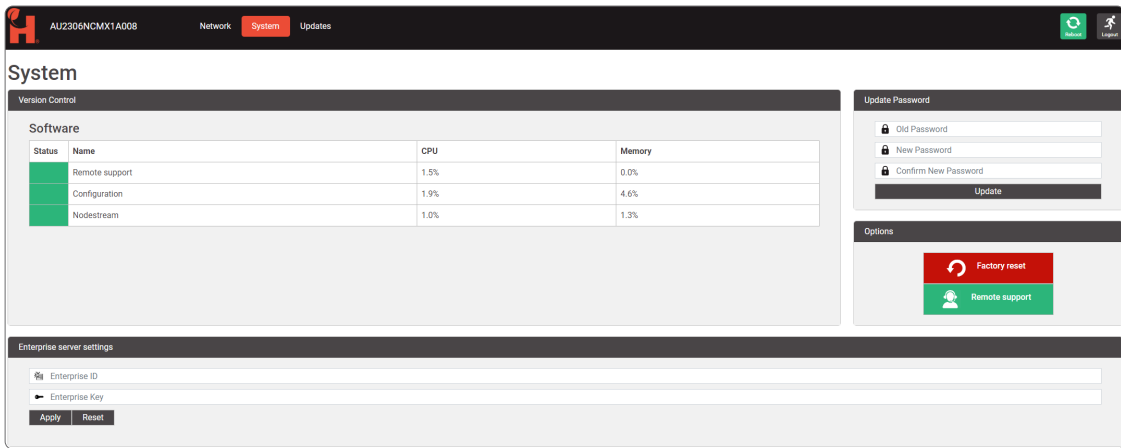 AU2306NCMX1A008 Network System Updates Reboot Logout
System
Version Control
Software
Status Name CPU Memory
Remote support 1.5% 0.0%
Configuration 1.9% 4.6%
Nodestream 1.0% 1.3%
Update Password
Old Password
New Password
Confirm New Password
Update
Options
Factory reset
Remote support
Enterprise server settings
Enterprise ID
Enterprise Key
Apply Reset